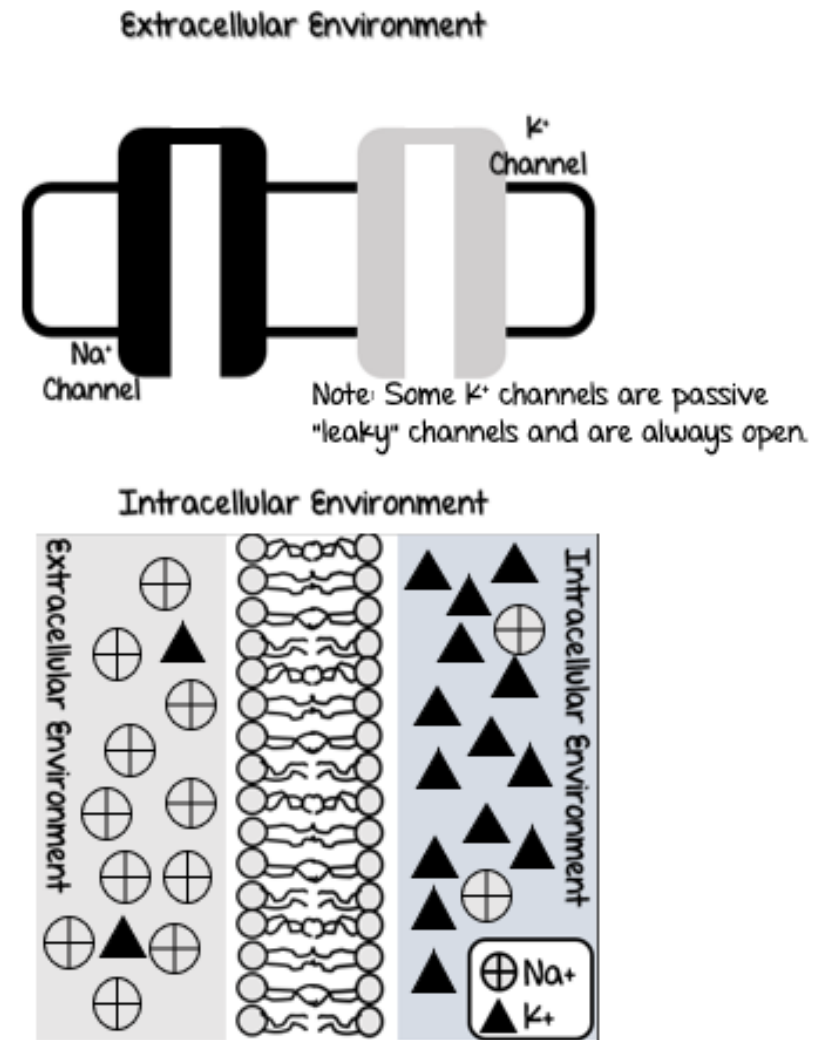 Extracellular Environment
K⁺
Channel
Na⁺
Channel
Note: Some K⁺ channels are passive
"leaky" channels and are always open.
Intracellular Environment
Extracellular Environment
Intracellular Environment
Na+
K+